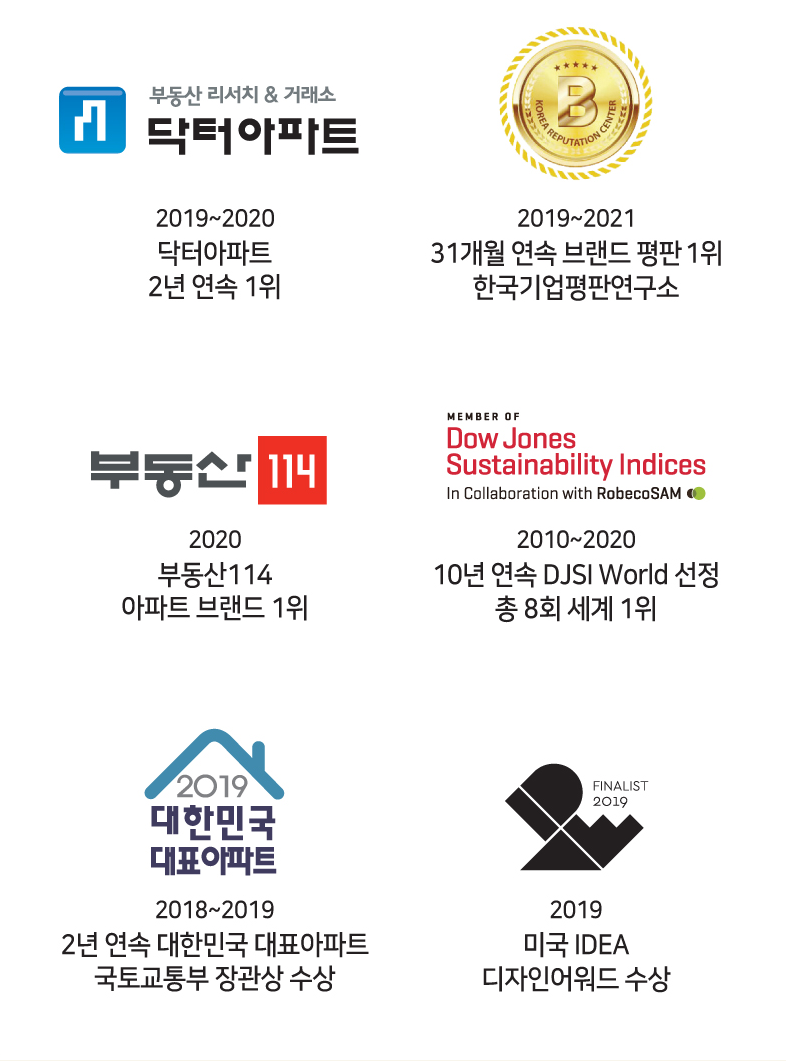 부동산 리서치 & 거래소
닥터아파트
2019~2020
닥터아파트
2년 연속 1위
B
KOREA REPUTATION CENTER
2019~2021
31개월 연속 브랜드 평판 1위
한국기업평판연구소
부동산 114
2020
부동산114
아파트 브랜드 1위
MEMBER OF
Dow Jones
Sustainability Indices
In Collaboration with RobecoSAM
2010~2020
10년 연속 DJSI World 선정
총 8회 세계 1위
2019
대한민국
대표아파트
2018~2019
2년 연속 대한민국 대표아파트
국토교통부 장관상 수상
FINALIST
2019
2019
미국 IDEA
디자인어워드 수상